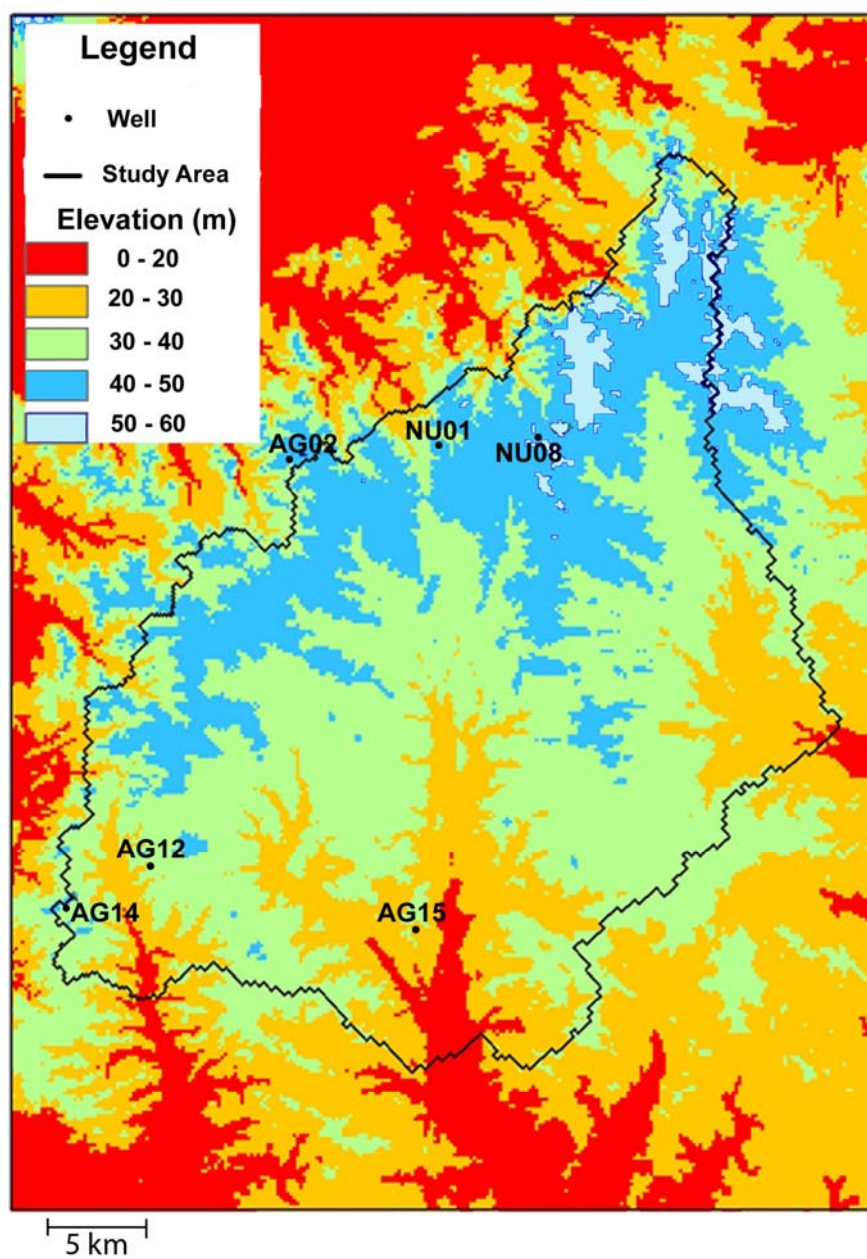 Legend
Well
Study Area
Elevation (m)
0 - 20
20 - 30
30 - 40
40 - 50
50 - 60
AG02
NU01
NU08
AG12
AG14
AG15
5 km